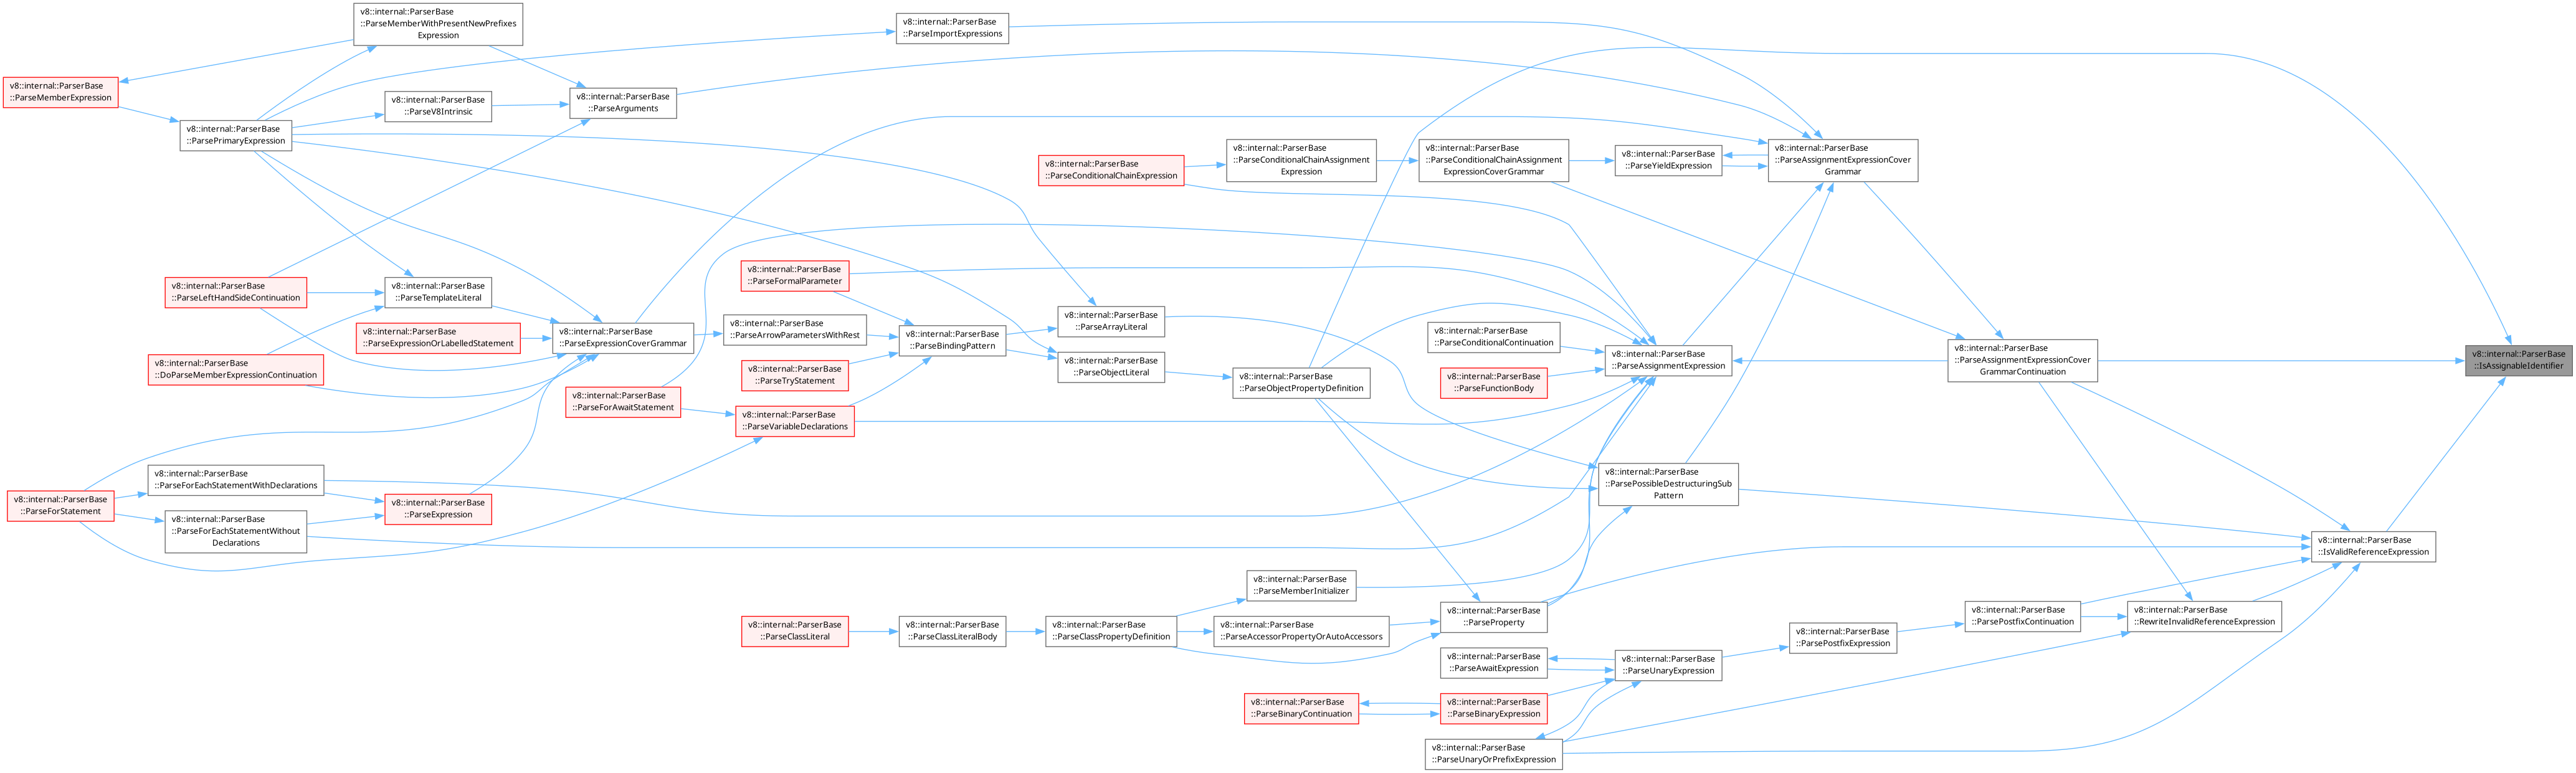 v8::internal::ParserBase
::ParseMemberWithPresentNewPrefixes
Expression
v8::internal::ParserBase
::ParseImportExpressions
v8::internal::ParserBase
::ParseMemberExpression
v8::internal::ParserBase
::ParseV8Intrinsic
v8::internal::ParserBase
::ParseArguments
v8::internal::ParserBase
::ParsePrimaryExpression
v8::internal::ParserBase
::ParseConditionalChainExpression
v8::internal::ParserBase
::ParseConditionalChainAssignment
Expression
v8::internal::ParserBase
::ParseConditionalChainAssignment
ExpressionCoverGrammar
v8::internal::ParserBase
::ParseYieldExpression
v8::internal::ParserBase
::ParseAssignmentExpressionCover
Grammar
v8::internal::ParserBase
::ParseLeftHandSideContinuation
v8::internal::ParserBase
::ParseTemplateLiteral
v8::internal::ParserBase
::ParseFormalParameter
v8::internal::ParserBase
::ParseExpressionOrLabelledStatement
v8::internal::ParserBase
::ParseExpressionCoverGrammar
v8::internal::ParserBase
::ParseArrowParametersWithRest
v8::internal::ParserBase
::ParseBindingPattern
v8::internal::ParserBase
::ParseArrayLiteral
v8::internal::ParserBase
::ParseConditionalContinuation
v8::internal::ParserBase
::ParseAssignmentExpression
v8::internal::ParserBase
::ParseAssignmentExpressionCover
GrammarContinuation
v8::internal::ParserBase
::IsAssignableIdentifier
v8::internal::ParserBase
::DoParseMemberExpressionContinuation
v8::internal::ParserBase
::ParseTryStatement
v8::internal::ParserBase
::ParseObjectLiteral
v8::internal::ParserBase
::ParseObjectPropertyDefinition
v8::internal::ParserBase
::ParseFunctionBody
v8::internal::ParserBase
::ParseForAwaitStatement
v8::internal::ParserBase
::ParseVariableDeclarations
v8::internal::ParserBase
::ParseForEachStatementWithDeclarations
v8::internal::ParserBase
::ParseForStatement
v8::internal::ParserBase
::ParseExpression
v8::internal::ParserBase
::ParseForEachStatementWithout
Declarations
v8::internal::ParserBase
::ParsePossibleDestructuringSub
Pattern
v8::internal::ParserBase
::IsValidReferenceExpression
v8::internal::ParserBase
::ParseMemberInitializer
v8::internal::ParserBase
::ParseClassLiteral
v8::internal::ParserBase
::ParseClassLiteralBody
v8::internal::ParserBase
::ParseClassPropertyDefinition
v8::internal::ParserBase
::ParseAccessorPropertyOrAutoAccessors
v8::internal::ParserBase
::ParseProperty
v8::internal::ParserBase
::ParsePostfixExpression
v8::internal::ParserBase
::ParsePostfixContinuation
v8::internal::ParserBase
::RewriteInvalidReferenceExpression
v8::internal::ParserBase
::ParseAwaitExpression
v8::internal::ParserBase
::ParseUnaryExpression
v8::internal::ParserBase
::ParseBinaryContinuation
v8::internal::ParserBase
::ParseBinaryExpression
v8::internal::ParserBase
::ParseUnaryOrPrefixExpression